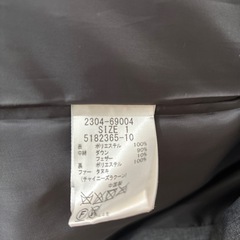 2304-69004
SIZE 1
5182365-10
表 ポリエステル 100%
中綿 ダウン 90%
フェザー 10%
裏 ポリエステル 100%
ファー タヌキ
(チャイニーズラクーン)
中国製